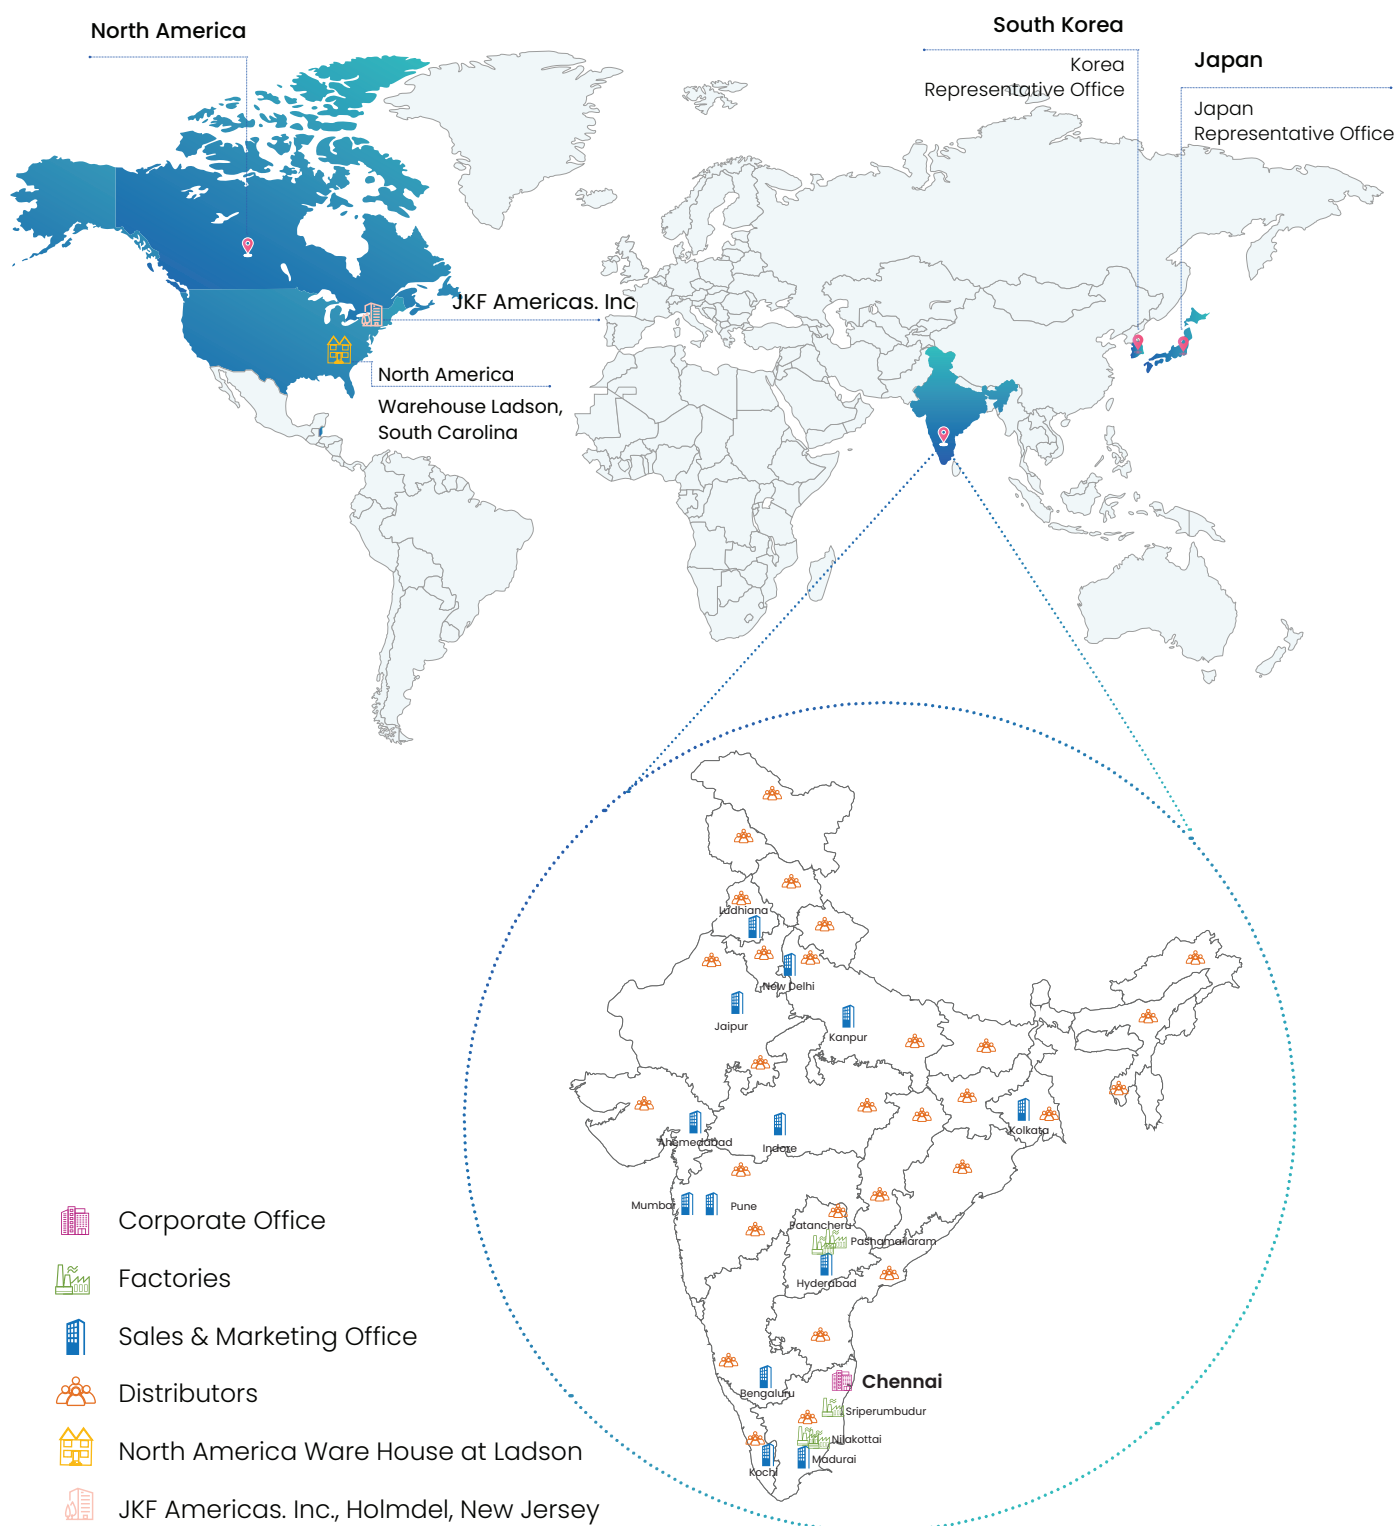 North America
South Korea
Korea
Representative Office
Japan
Japan
Representative Office
JKF Americas. Inc
North America
Warehouse Ladson,
South Carolina
Ludhiana
New Delhi
Jaipur
Kanpur
Ahemedabad
Indore
Kolkata
Mumbai
Pune
Patancheru
Pashamailaram
Hyderabad
Bengaluru
Chennai
Sriperumbudur
Nilakottai
Madurai
Kochi
Corporate Office
Factories
Sales & Marketing Office
Distributors
North America Ware House at Ladson
JKF Americas. Inc., Holmdel, New Jersey